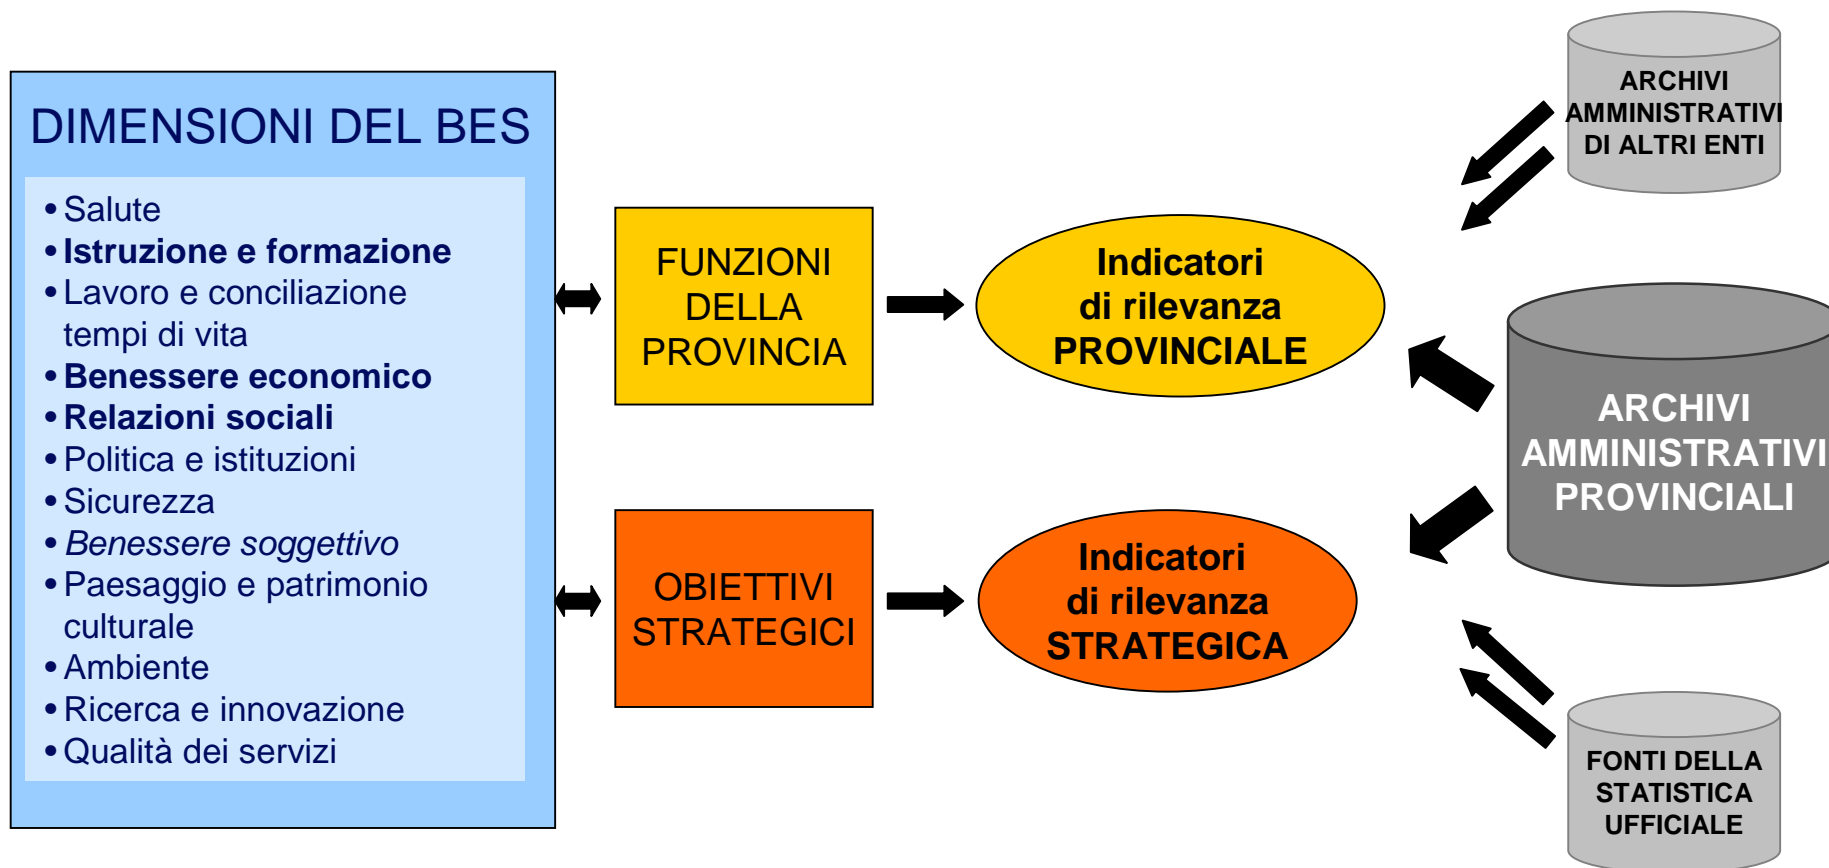 DIMENSIONI DEL BES
• Salute
• Istruzione e formazione
• Lavoro e conciliazione
tempi di vita
• Benessere economico
• Relazioni sociali
• Politica e istituzioni
• Sicurezza
• Benessere soggettivo
• Paesaggio e patrimonio
culturale
• Ambiente
• Ricerca e innovazione
• Qualità dei servizi
FUNZIONI
DELLA
PROVINCIA
OBIETTIVI
STRATEGICI
Indicatori
di rilevanza
PROVINCIALE
Indicatori
di rilevanza
STRATEGICA
ARCHIVI
AMMINISTRATIVI
DI ALTRI ENTI
ARCHIVI
AMMINISTRATIVI
PROVINCIALI
FONTI DELLA
STATISTICA
UFFICIALE